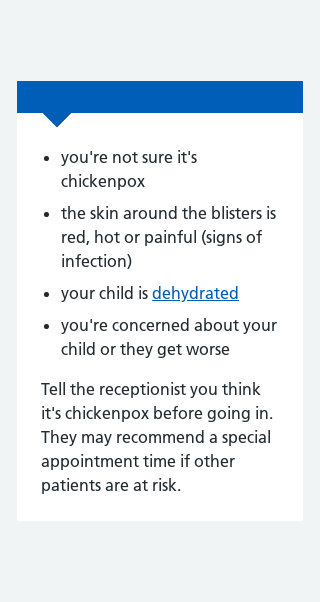 you're not sure it's
chickenpox
the skin around the blisters is
red, hot or painful (signs of
infection)
your child is dehydrated
you're concerned about your
child or they get worse
Tell the receptionist you think
it's chickenpox before going in.
They may recommend a special
appointment time if other
patients are at risk.